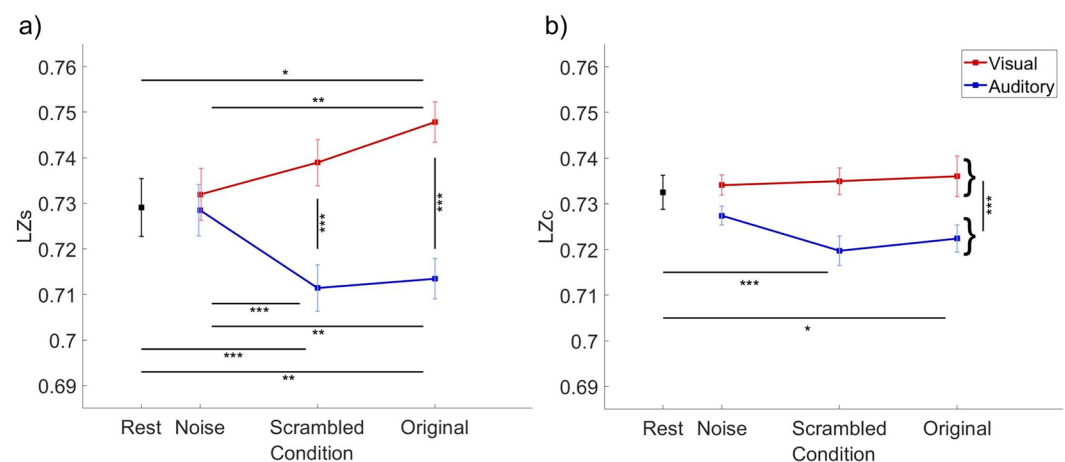 a)
LZs
0.76
0.75
0.74
0.73
0.72
0.71
0.7
0.69
*
**
***
***
***
**
***
**
Rest Noise Scrambled Original
Condition
b)
LZc
0.76
0.75
0.74
0.73
0.72
0.71
0.7
0.69
Visual
Auditory
***
***
*
Rest Noise Scrambled Original
Condition